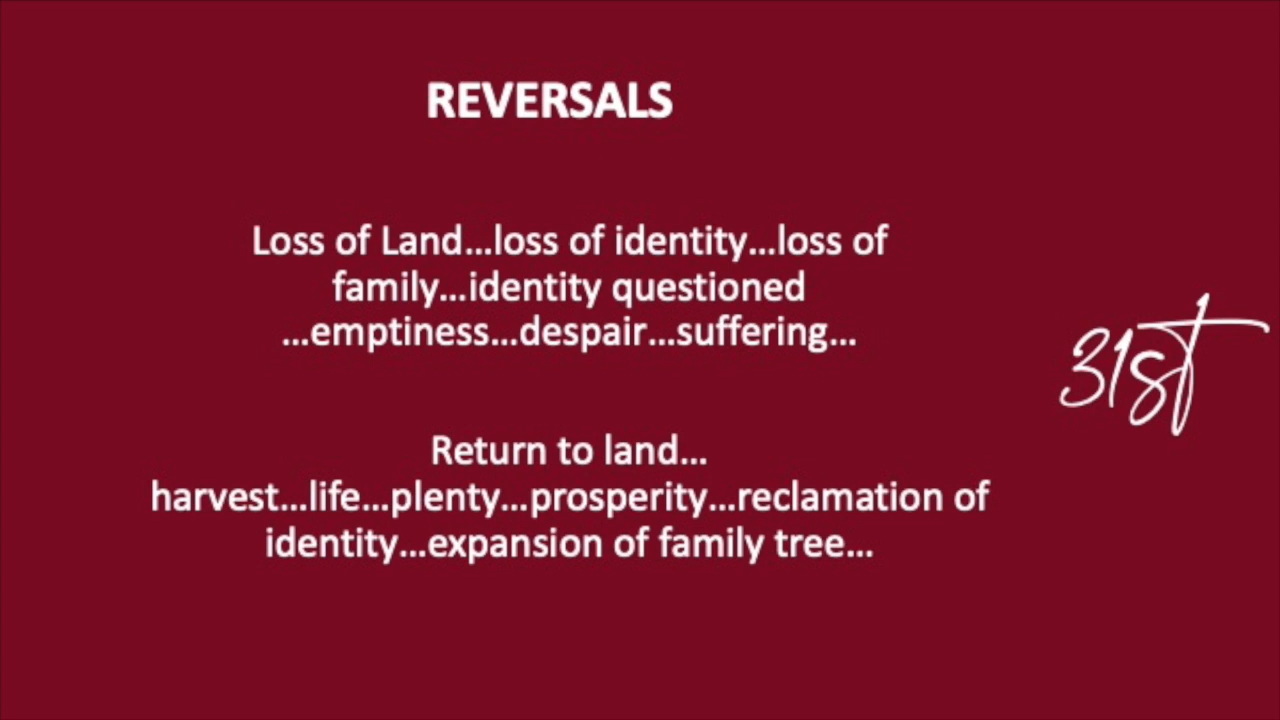 REVERSALS
Loss of Land...loss of identity...loss of
family...identity questioned
...emptiness...despair...suffering...
31st
Return to land...
harvest...life...plenty...prosperity...reclamation of
identity...expansion of family tree...